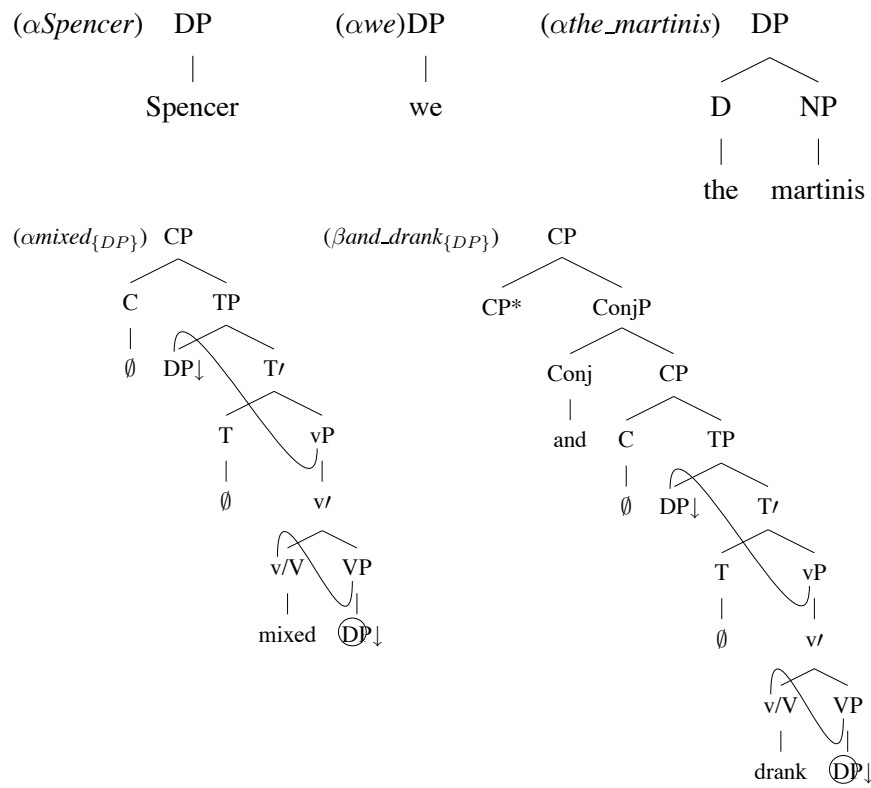 (αSpencer) DP (αwe)DP (αthe_martinis) DP
Spencer we D NP
the martinis
(αmixed{DP}) CP (βand_drank{DP}) CP
C TP CP* ConjP
∅ DP↓ T′ Conj CP
T vP and C TP
∅ v′ ∅ DP↓ T′
v/V VP T vP
mixed DP↓ ∅ v′
v/V VP
drank DP↓